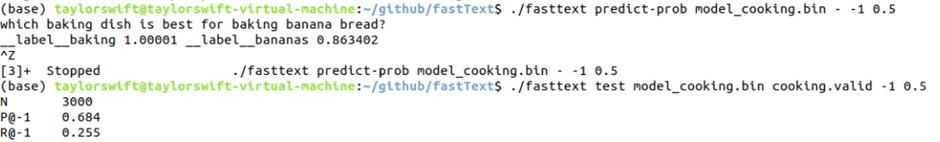 (base) taylorswift@taylorswift-virtual-machine:~/github/fastText$ ./fasttext predict-prob model_cooking.bin - -1 0.5
which baking dish is best for baking banana bread?
__label__baking 1.00001 __label__bananas 0.863402
^Z
[3]+  Stopped                 ./fasttext predict-prob model_cooking.bin - -1 0.5
(base) taylorswift@taylorswift-virtual-machine:~/github/fastText$ ./fasttext test model_cooking.bin cooking.valid -1 0.5
N       3000
P@-1    0.684
R@-1    0.255